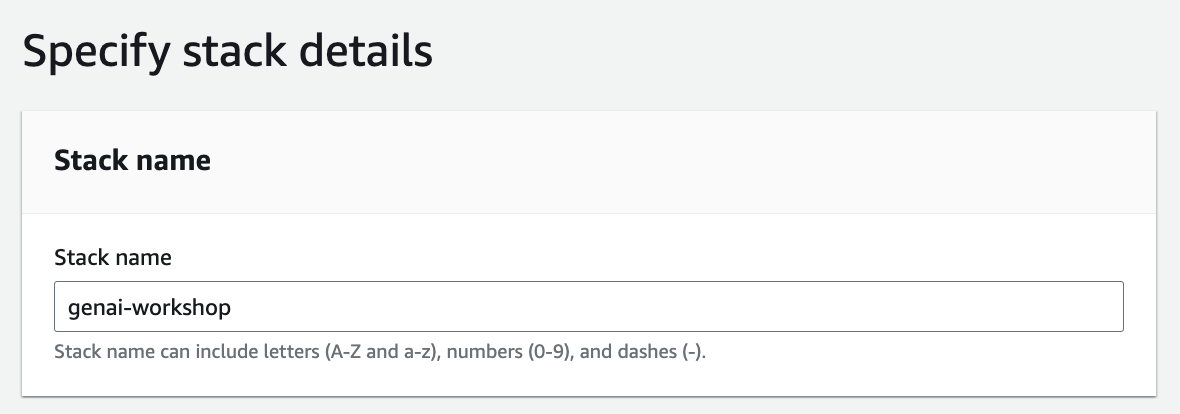 Specify stack details
Stack name
Stack name
genai-workshop
Stack name can include letters (A-Z and a-z), numbers (0-9), and dashes (-).